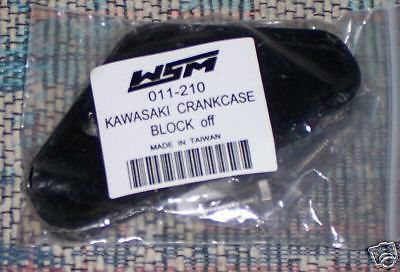 WSM
011-210
KAWASAKI CRANKCASE
BLOCK off
MADE IN TAIWAN